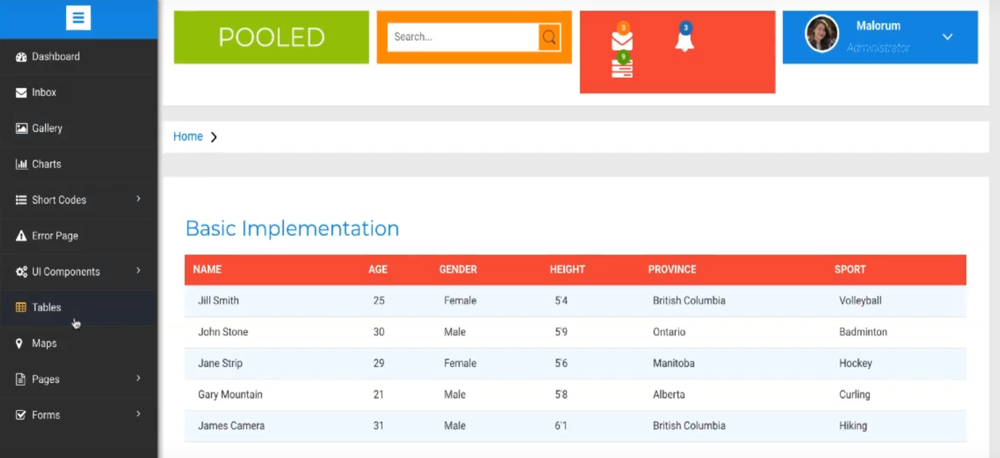 Dashboard
Inbox
Gallery
Charts
Short Codes
Error Page
UI Components
Tables
Maps
Pages
Forms
POOLED
Search...
3
3
9
Malorum
Administrator
Home
Basic Implementation
NAME AGE GENDER HEIGHT PROVINCE SPORT
Jill Smith 25 Female 5'4 British Columbia Volleyball
John Stone 30 Male 5'9 Ontario Badminton
Jane Strip 29 Female 5'6 Manitoba Hockey
Gary Mountain 21 Male 5'8 Alberta Curling
James Camera 31 Male 6'1 British Columbia Hiking